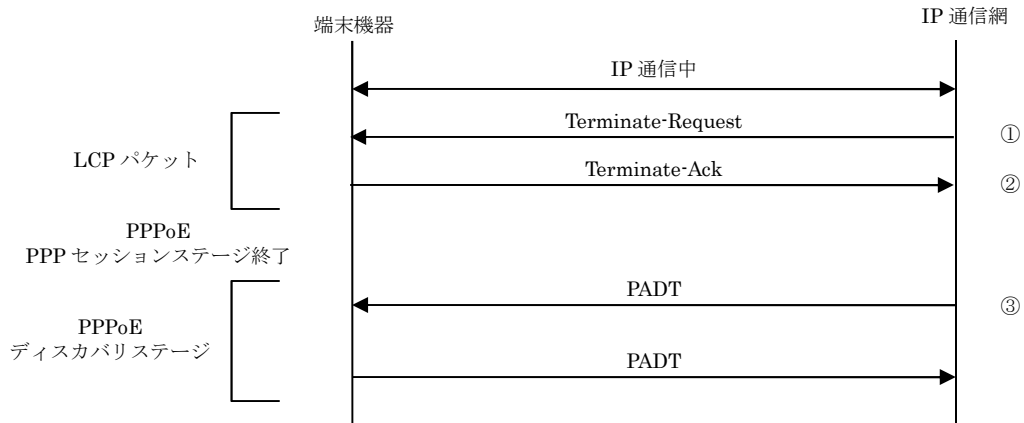 端末機器
IP 通信網
IP 通信中
Terminate-Request
①
LCP パケット
Terminate-Ack
②
PPPoE
PPP セッションステージ終了
PADT
③
PPPoE
ディスカバリステージ
PADT